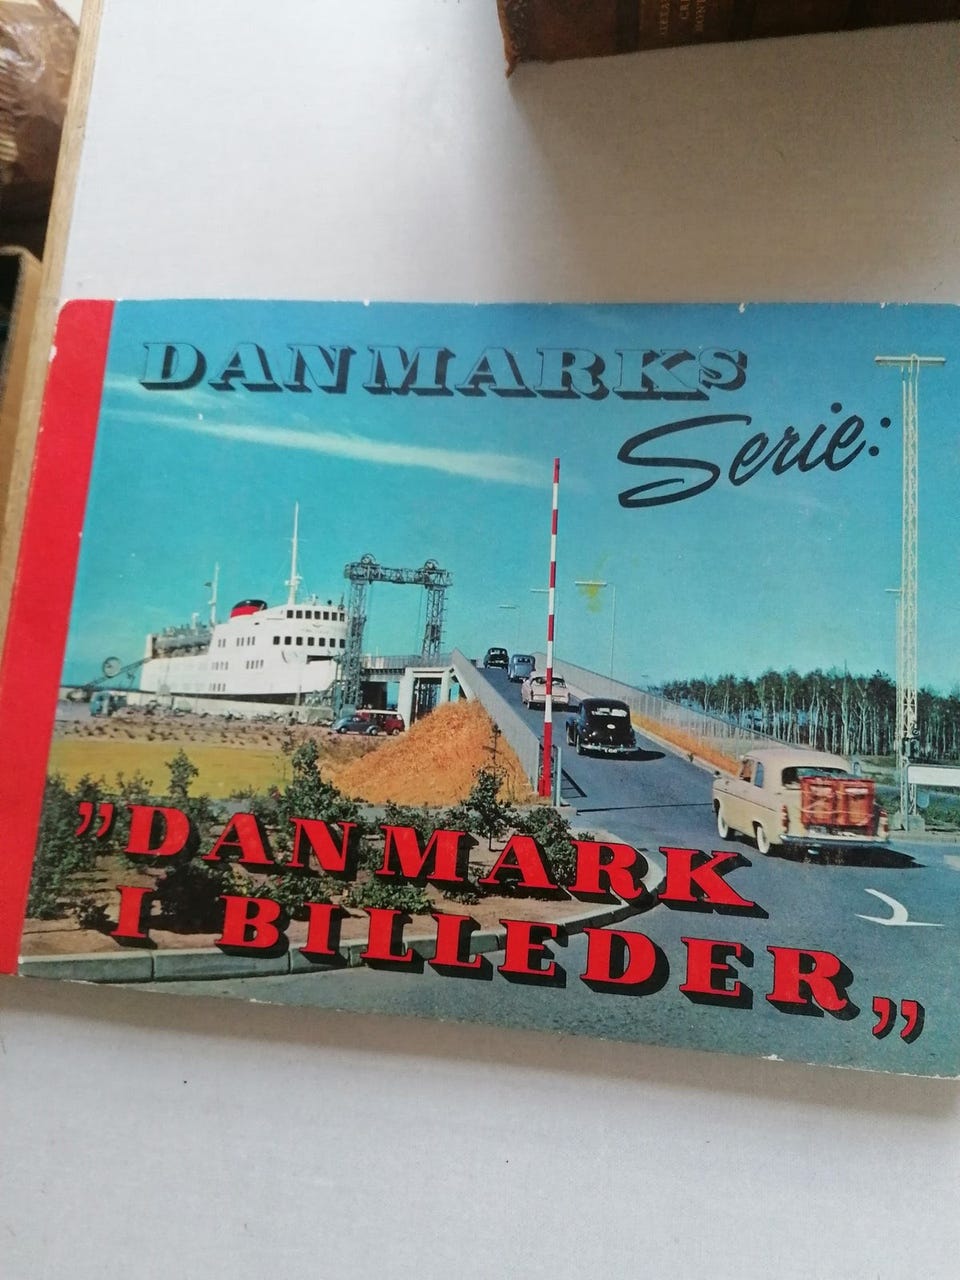 DANMARKS
Serie:
”DANMARK
I BILLEDER”